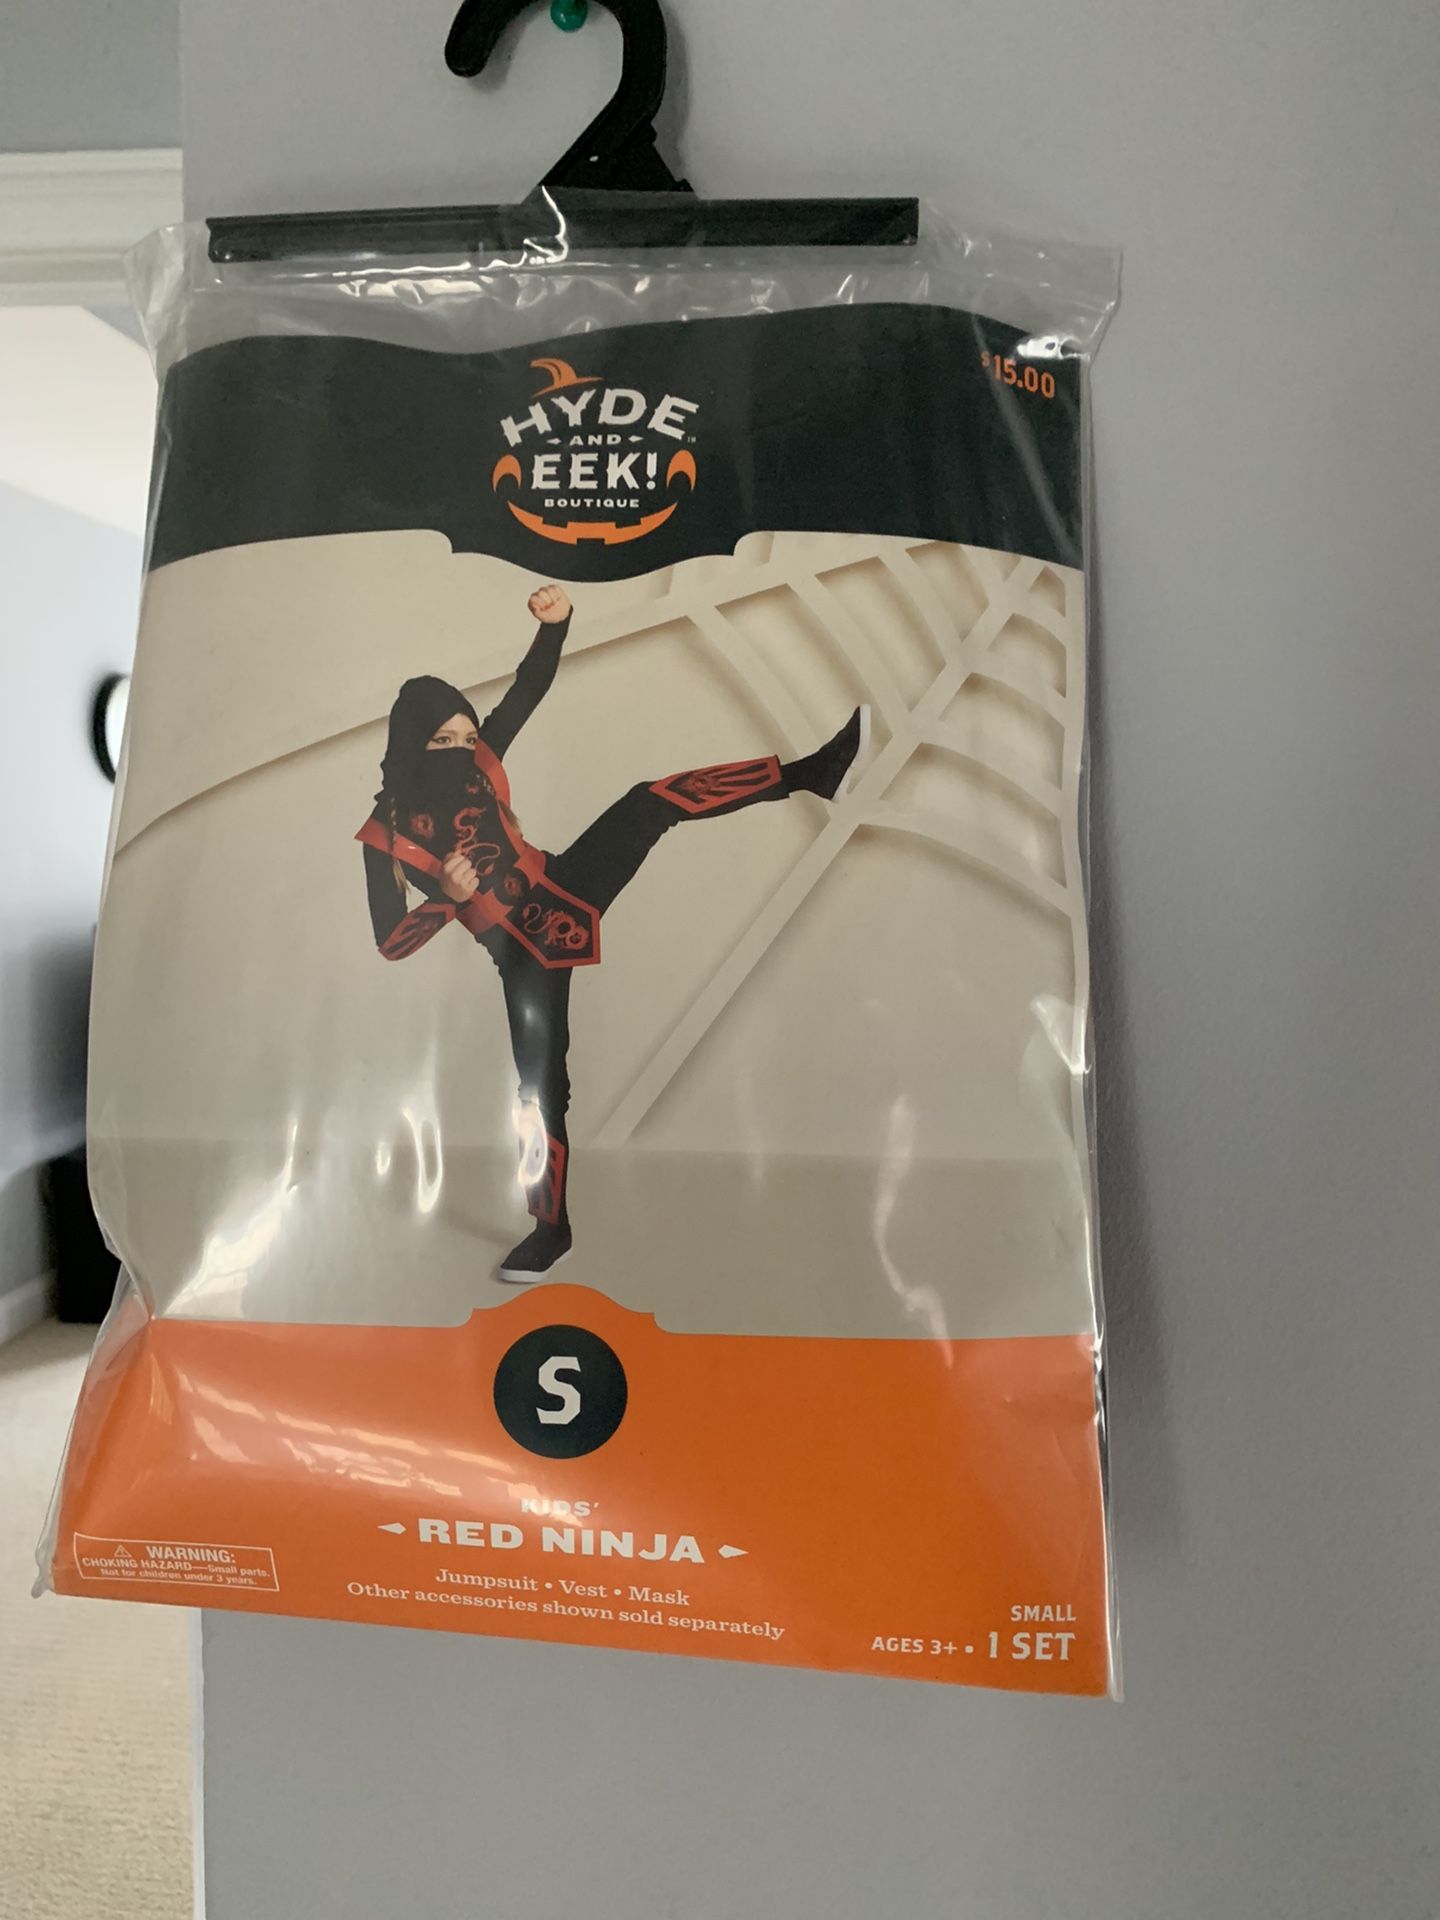 $15.00
HYDE
AND
EEK!
BOUTIQUE
S
KIDS'
RED NINJA
Jumpsuit • Vest • Mask
Other accessories shown sold separately
WARNING:
CHOKING HAZARD—Small parts.
Not for children under 3 years.
SMALL
AGES 3+ • 1 SET